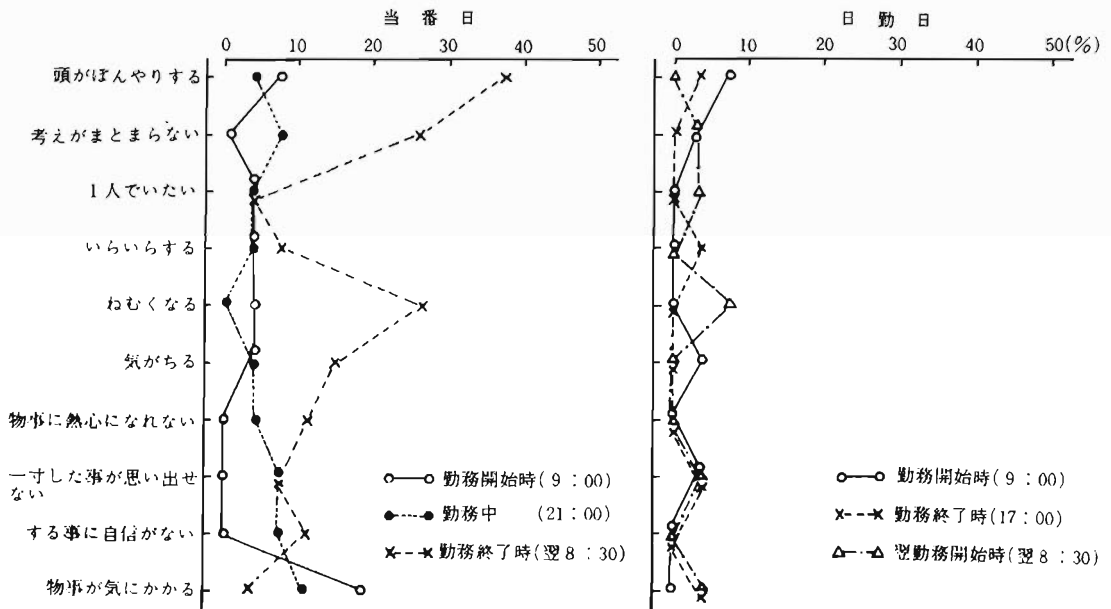 当番日
日勤日
0 10 20 30 40 50
0 10 20 30 40 50(%)
頭がぼんやりする
考えがまとまらない
1人でいたい
いらいらする
ねむくなる
気がちる
物事に熱心になれない
一寸した事が思い出せ
ない
する事に自信がない
物事が気にかかる
勤務開始時(9:00)
勤務中 (21:00)
勤務終了時(翌8:30)
勤務開始時(9:00)
勤務終了時(17:00)
翌勤務開始時(翌8:30)